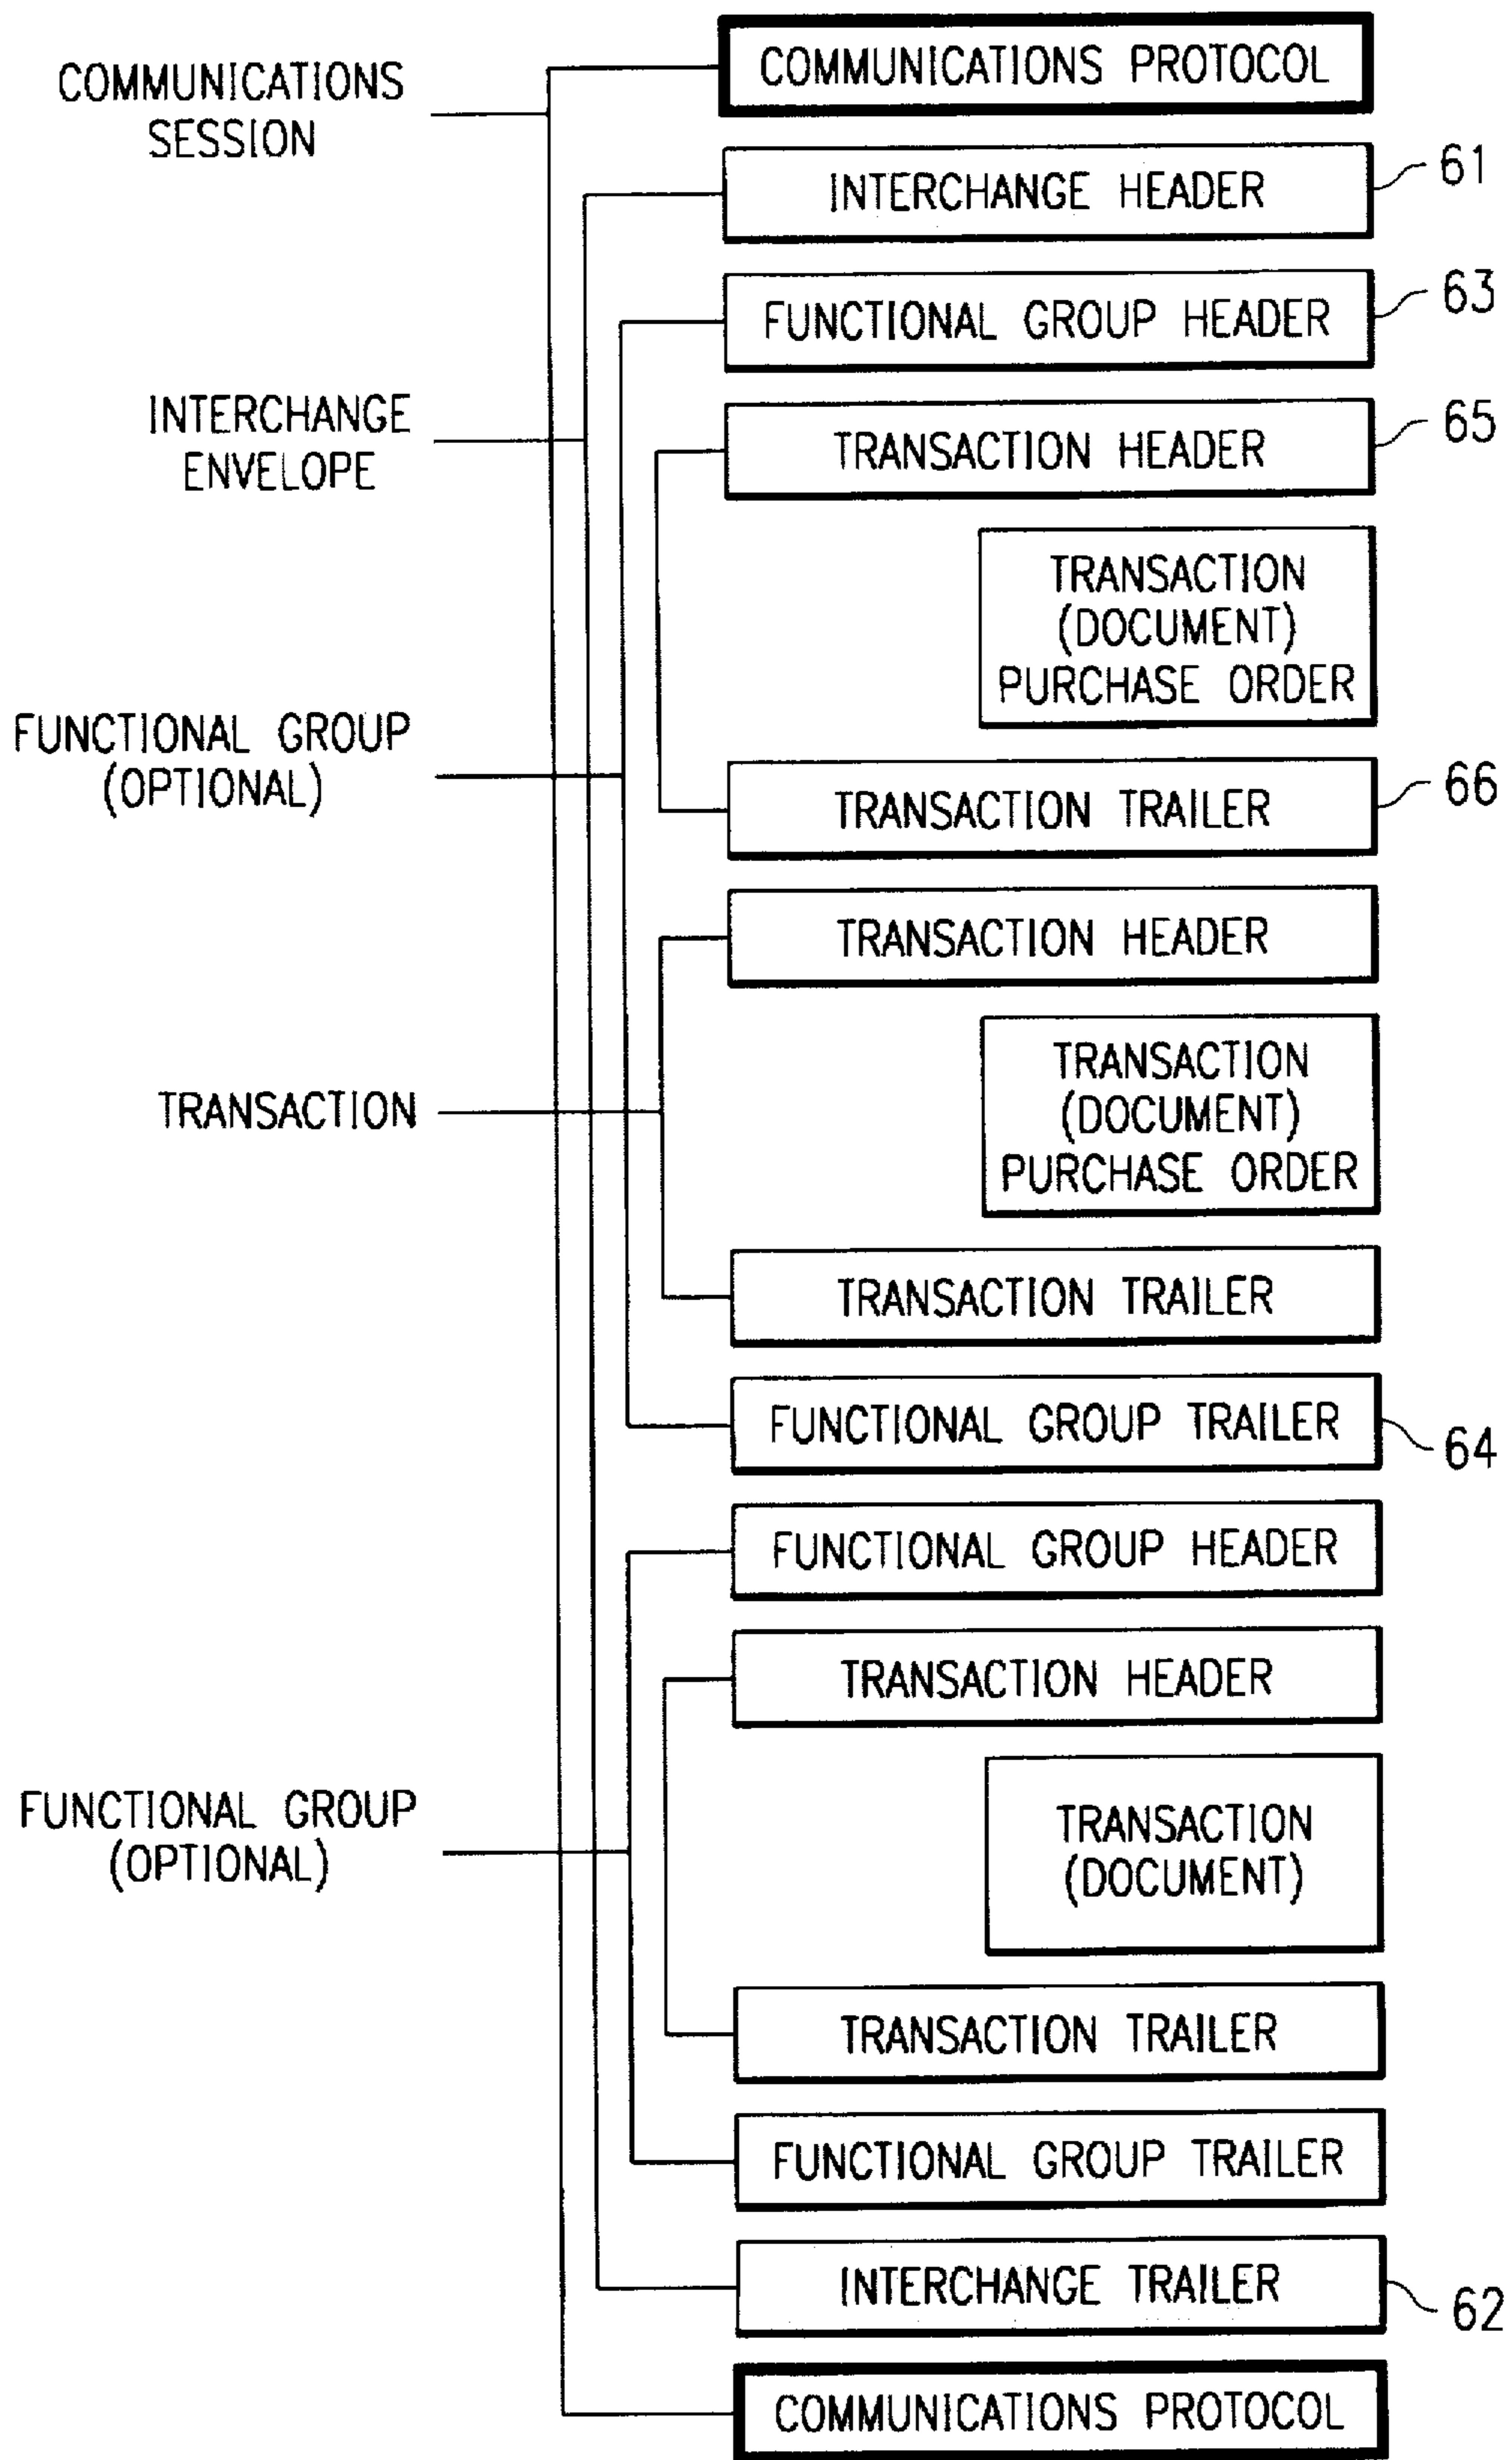 COMMUNICATIONS PROTOCOL
COMMUNICATIONS
SESSION
INTERCHANGE HEADER
61
FUNCTIONAL GROUP HEADER
63
INTERCHANGE
ENVELOPE
TRANSACTION HEADER
65
TRANSACTION
(DOCUMENT)
PURCHASE ORDER
FUNCTIONAL GROUP
(OPTIONAL)
TRANSACTION TRAILER
66
TRANSACTION HEADER
TRANSACTION
TRANSACTION
(DOCUMENT)
PURCHASE ORDER
TRANSACTION TRAILER
FUNCTIONAL GROUP TRAILER
64
FUNCTIONAL GROUP HEADER
TRANSACTION HEADER
FUNCTIONAL GROUP
(OPTIONAL)
TRANSACTION
(DOCUMENT)
TRANSACTION TRAILER
FUNCTIONAL GROUP TRAILER
INTERCHANGE TRAILER
62
COMMUNICATIONS PROTOCOL